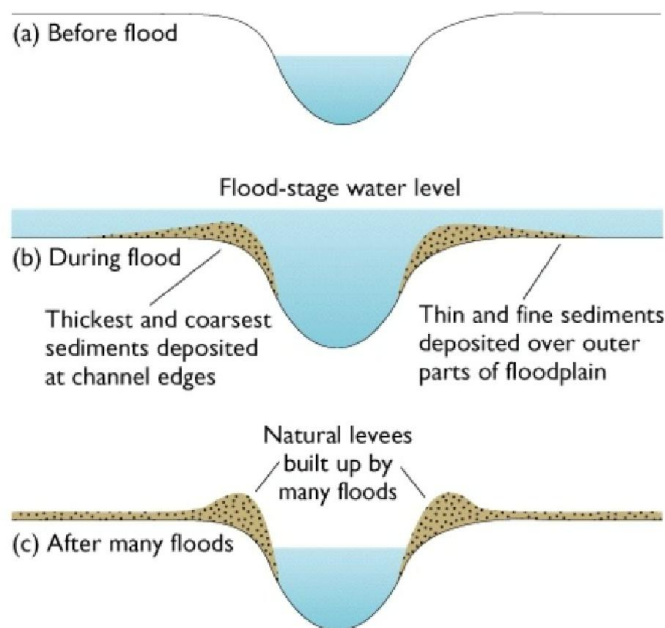 (a) Before flood
Flood-stage water level
(b) During flood
Thickest and coarsest
sediments deposited
at channel edges
Thin and fine sediments
deposited over outer
parts of floodplain
Natural levees
built up by
many floods
(c) After many floods